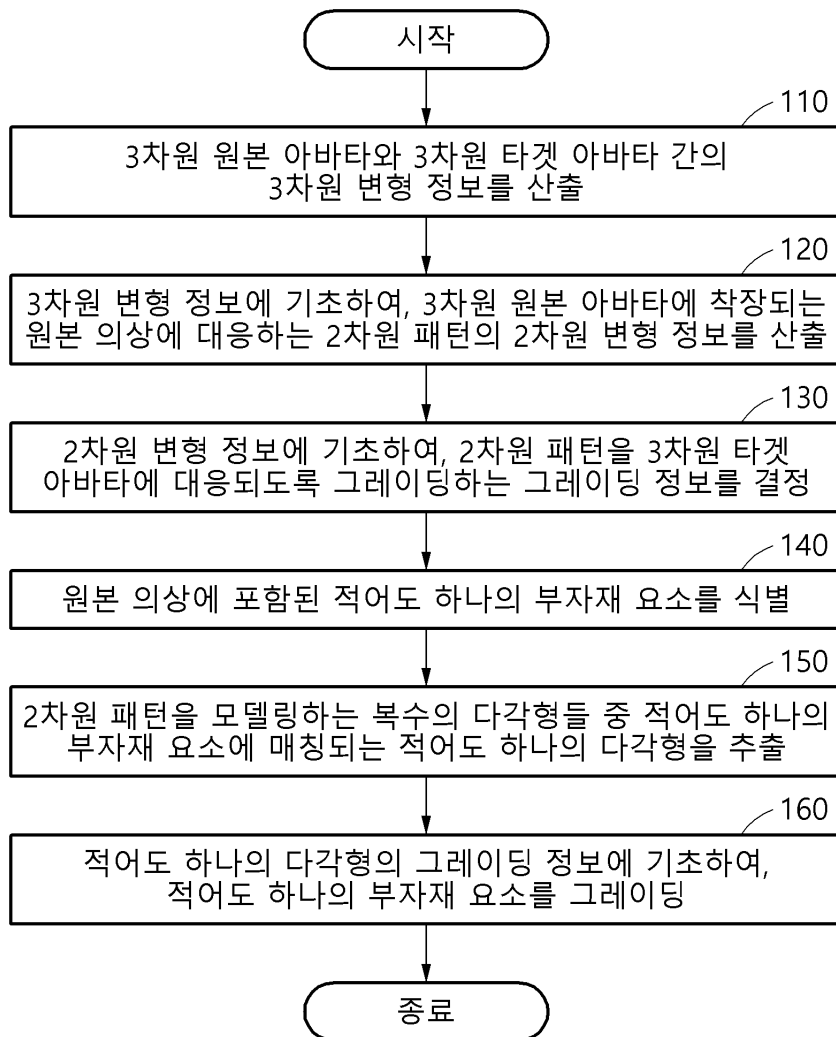 시작
110
3차원 원본 아바타와 3차원 타겟 아바타 간의
3차원 변형 정보를 산출
120
3차원 변형 정보에 기초하여, 3차원 원본 아바타에 착장되는
원본 의상에 대응하는 2차원 패턴의 2차원 변형 정보를 산출
130
2차원 변형 정보에 기초하여, 2차원 패턴을 3차원 타겟
아바타에 대응되도록 그레이딩하는 그레이딩 정보를 결정
140
원본 의상에 포함된 적어도 하나의 부자재 요소를 식별
150
2차원 패턴을 모델링하는 복수의 다각형들 중 적어도 하나의
부자재 요소에 매칭되는 적어도 하나의 다각형을 추출
160
적어도 하나의 다각형의 그레이딩 정보에 기초하여,
적어도 하나의 부자재 요소를 그레이딩
종료